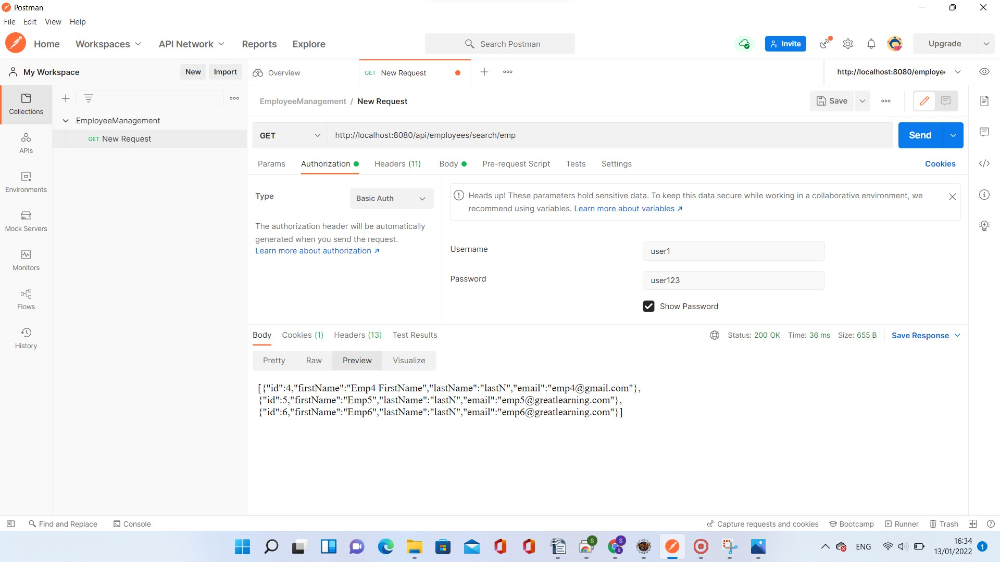 Postman
File Edit View Help
Home Workspaces API Network Reports Explore Search Postman Invite Upgrade
My Workspace New Import Overview GET New Request http://localhost:8080/employee
Collections
APIs
Environments
Mock Servers
Monitors
Flows
History
EmployeeManagement
GET New Request
EmployeeManagement / New Request Save
GET http://localhost:8080/api/employees/search/emp Send
Params Authorization Headers (11) Body Pre-request Script Tests Settings Cookies
Type Basic Auth
The authorization header will be automatically
generated when you send the request.
Learn more about authorization ↗
Heads up! These parameters hold sensitive data. To keep this data secure while working in a collaborative environment, we
recommend using variables. Learn more about variables ↗
Username user1
Password user123
Show Password
Body Cookies (1) Headers (13) Test Results Status: 200 OK Time: 36 ms Size: 655 B Save Response
Pretty Raw Preview Visualize
[{"id":4,"firstName":"Emp4 FirstName","lastName":"lastN","email":"emp4@gmail.com"},
{"id":5,"firstName":"Emp5","lastName":"lastN","email":"emp5@greatlearning.com"},
{"id":6,"firstName":"Emp6","lastName":"lastN","email":"emp6@greatlearning.com"}]
Find and Replace Console Capture requests and cookies Bootcamp Runner Trash
S S S ENG 16:34 1
13/01/2022